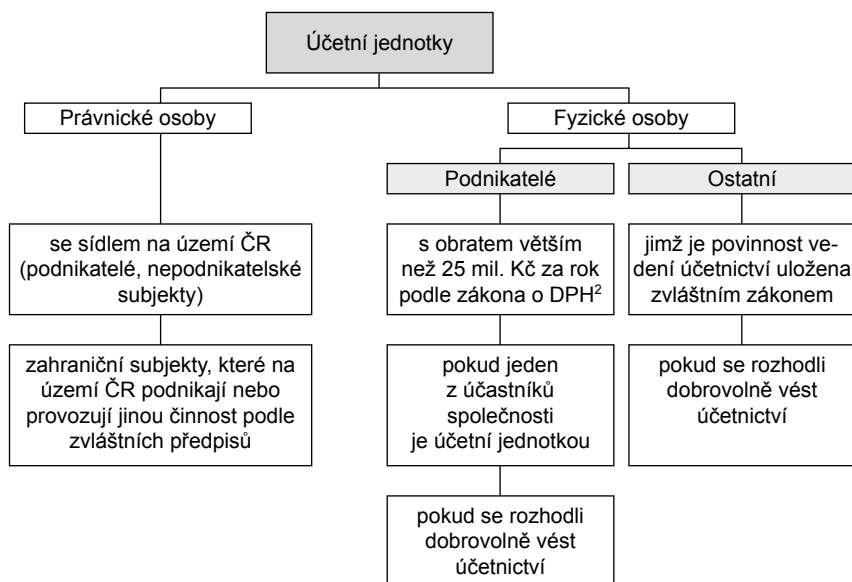 Účetní jednotky
Právnické osoby
Fyzické osoby
Podnikatelé
Ostatní
se sídlem na území ČR
(podnikatelé, nepodnikatelské
subjekty)
s obratem větším
než 25 mil. Kč za rok
podle zákona o DPH²
jimž je povinnost ve-
dení účetnictví uložena
zvláštním zákonem
zahraniční subjekty, které na
území ČR podnikají nebo
provozují jinou činnost podle
zvláštních předpisů
pokud jeden
z účastníků
společnosti
je účetní jednotkou
pokud se rozhodli
dobrovolně vést
účetnictví
pokud se rozhodli
dobrovolně vést
účetnictví